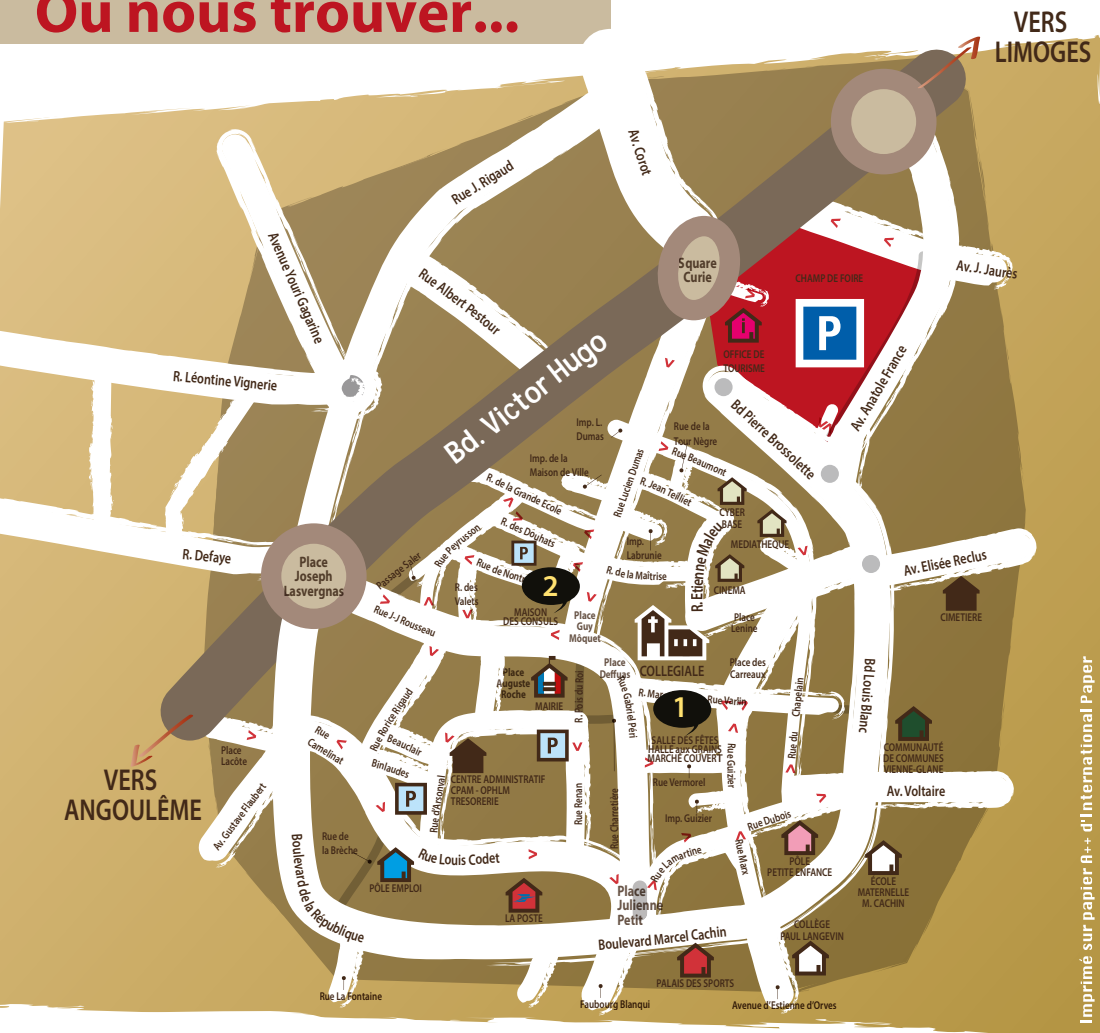 Où nous trouver...
VERS
LIMOGES
Av. Corot
Rue J. Rigaud
Avenue Youri Gagarine
Rue Albert Pestour
Square
Curie
CHAMP DE FOIRE
Av. J. Jaurès
i
P
OFFICE DE
TOURISME
Av. Anatole France
R. Léontine Vignerie
Bd. Victor Hugo
Bd Pierre Brossolette
Imp. L.
Dumas
Rue de la
Tour Nègre
Rue Beaumont
Imp. de la
Maison de Ville
Rue Lucien Dumas
R. Jean Teilliet
R. de la Grande Ecole
CYBER
BASE
MEDIATHEQUE
R. des Douhats
Rue Peyrusson
P
Imp.
Labrunie
R. Etienne Maleu
R. Defaye
Place
Joseph
Lasvergnas
Passage Saler
Rue de Nont
R. de la Maîtrise
CINEMA
Av. Elisée Reclus
CIMETIERE
2
R. des
Valets
MAISON
DES CONSULS
Rue J-J Rousseau
Place
Guy
Môquet
Place
Lenine
COLLEGIALE
Place
Deffuas
Place des
Carreaux
Place
Auguste
Roche
MAIRIE
R. Pois du Roi
Rue Gabriel Péri
R. Mar
Rue Varlin
1
Rue du
Chapelain
Bd Louis Blanc
Rue Rorice Rigaud
SALLE DES FÊTES
HALLE aux GRAINS
MARCHÉ COUVERT
Rue Guizier
COMMUNAUTÉ
DE COMMUNES
VIENNE-GLANE
Place
Lacôte
Rue
Camelinat
Beauclair
Binlaudes
P
P
CENTRE ADMINISTRATIF
CPAM - OPHLM
TRESORERIE
Rue d'Arsonval
Rue Renan
Rue Charretière
Rue Vermorel
Imp. Guizier
Av. Voltaire
VERS
ANGOULÊME
Av. Gustave Flaubert
Rue Dubois
Rue de
la Brèche
Rue Louis Codet
Rue Lamartine
Rue Marx
PÔLE
PETITE ENFANCE
ÉCOLE
MATERNELLE
M. CACHIN
PÔLE EMPLOI
LA POSTE
Place
Julienne
Petit
Boulevard de la République
Boulevard Marcel Cachin
COLLÈGE
PAUL LANGEVIN
PALAIS DES SPORTS
Rue La Fontaine
Faubourg Blanqui
Avenue d'Estienne d'Orves
Imprimé sur papier A++ d'International Paper